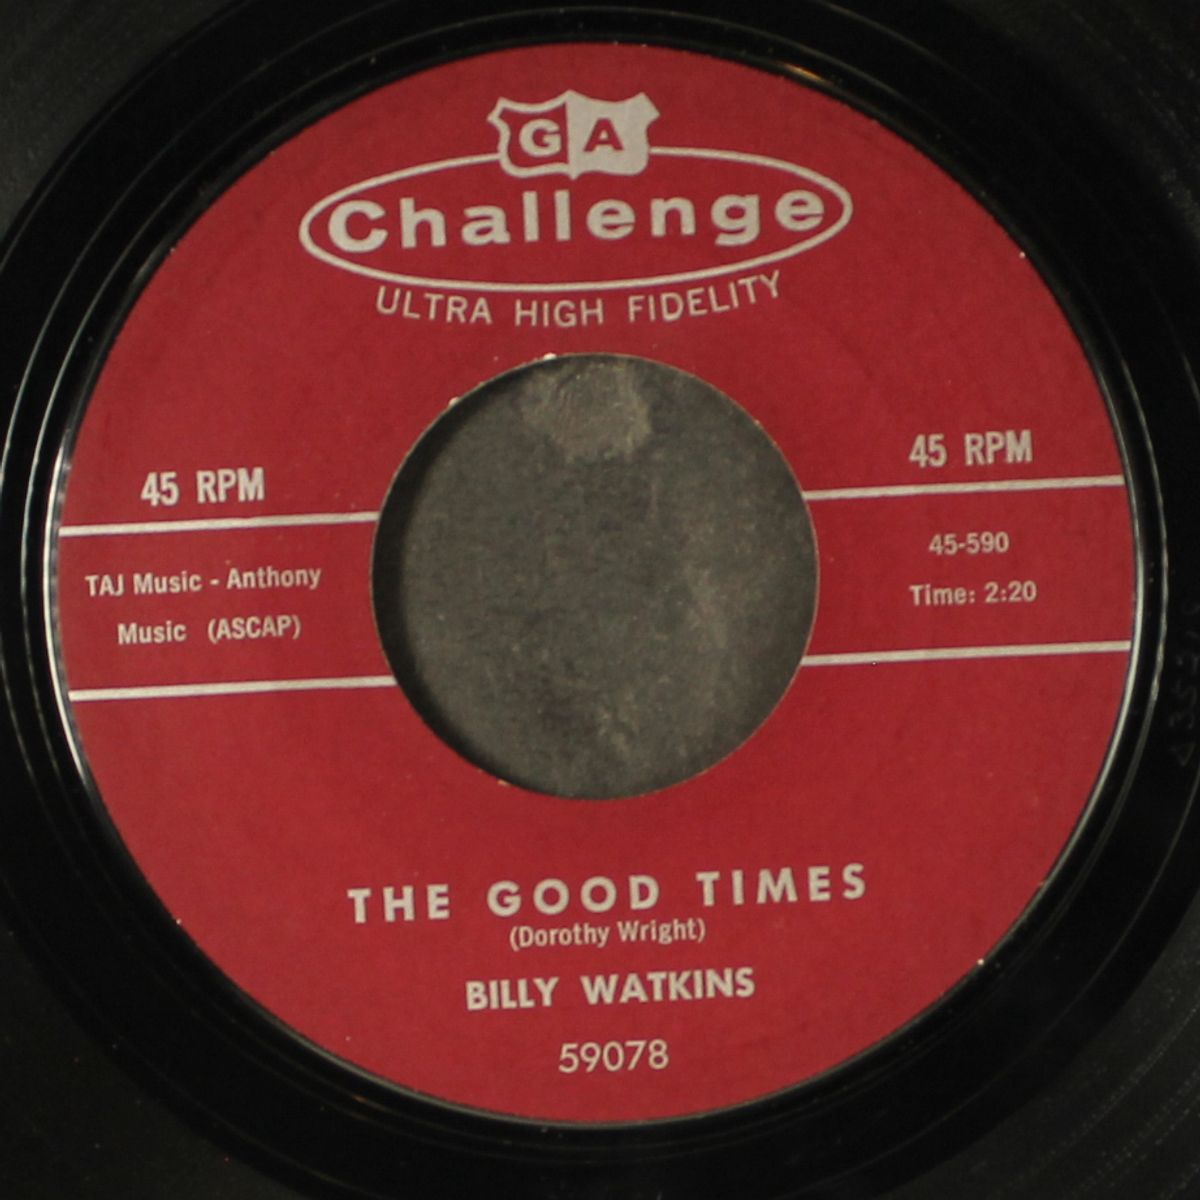 GA
Challenge
ULTRA HIGH FIDELITY
45 RPM
45 RPM
TAJ Music - Anthony
Music (ASCAP)
45-590
Time: 2:20
THE GOOD TIMES
(Dorothy Wright)
BILLY WATKINS
59078